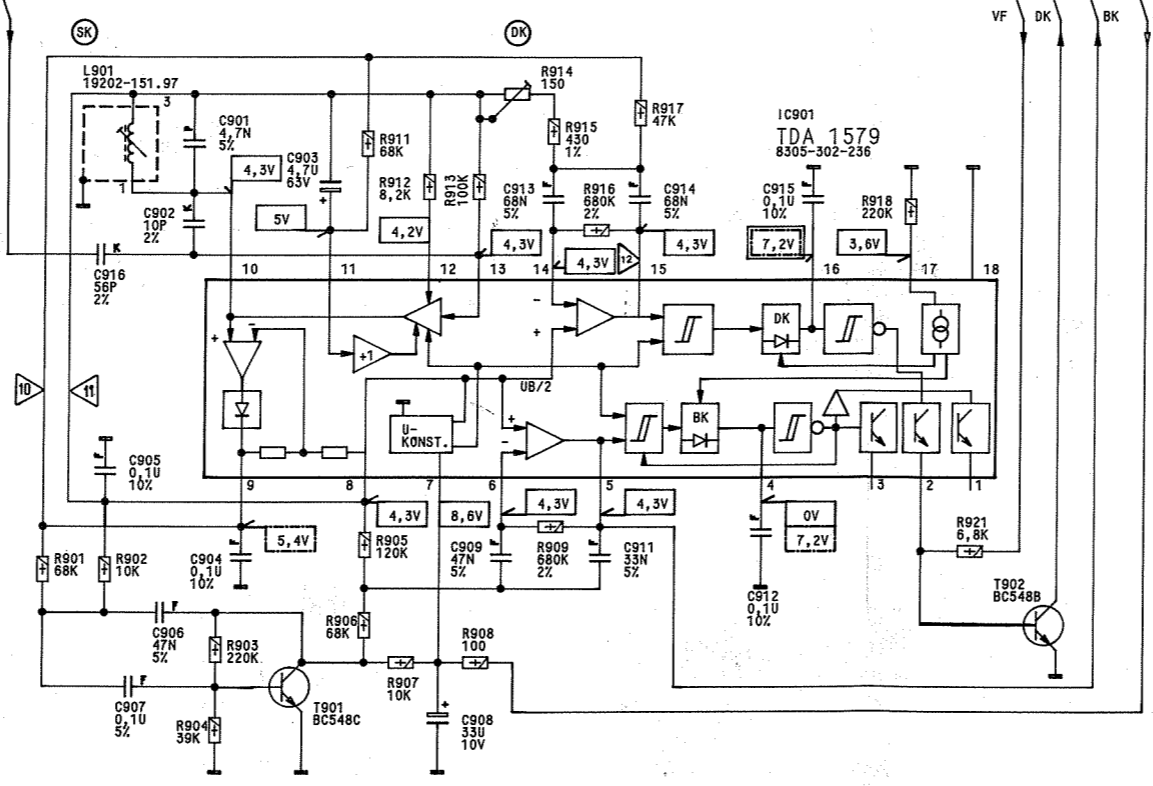 VF DK BK
SK DK
L901
19202-151.97
3
1
C901
4,7N
5%
C902
10P
2%
C916
56P
2%
4,3V
C903
4,7U
63V
+
5V
R911
68K
R912
8,2K
4,2V
R913
100K
4,3V
R914
150
R915
430
1%
R917
47K
C913
68N
5%
R916
680K
2%
C914
68N
5%
4,3V
12
4,3V
IC901
TDA 1579
8305-302-236
C915
0,1U
10%
7,2V
R918
220K
3,6V
10 11 12 13 14 15 16 17 18
+ -
+1
- +
UB/2
DK
U-
KONST.
+ -
BK
10 11
9 8 7 6 5 4 3 2 1
C905
0,1U
10%
R901
68K
R902
10K
C904
0,1U
10%
5,4V
4,3V
R905
120K
8,6V
4,3V
4,3V
C909
47N
5%
R909
680K
2%
C911
33N
5%
0V
7,2V
C912
0,1U
10%
R921
6,8K
T902
BC548B
C906
47N
5%
R903
220K
R906
68K
R907
10K
R908
100
C907
0,1U
5%
R904
39K
T901
BC548C
+
C908
33U
10V